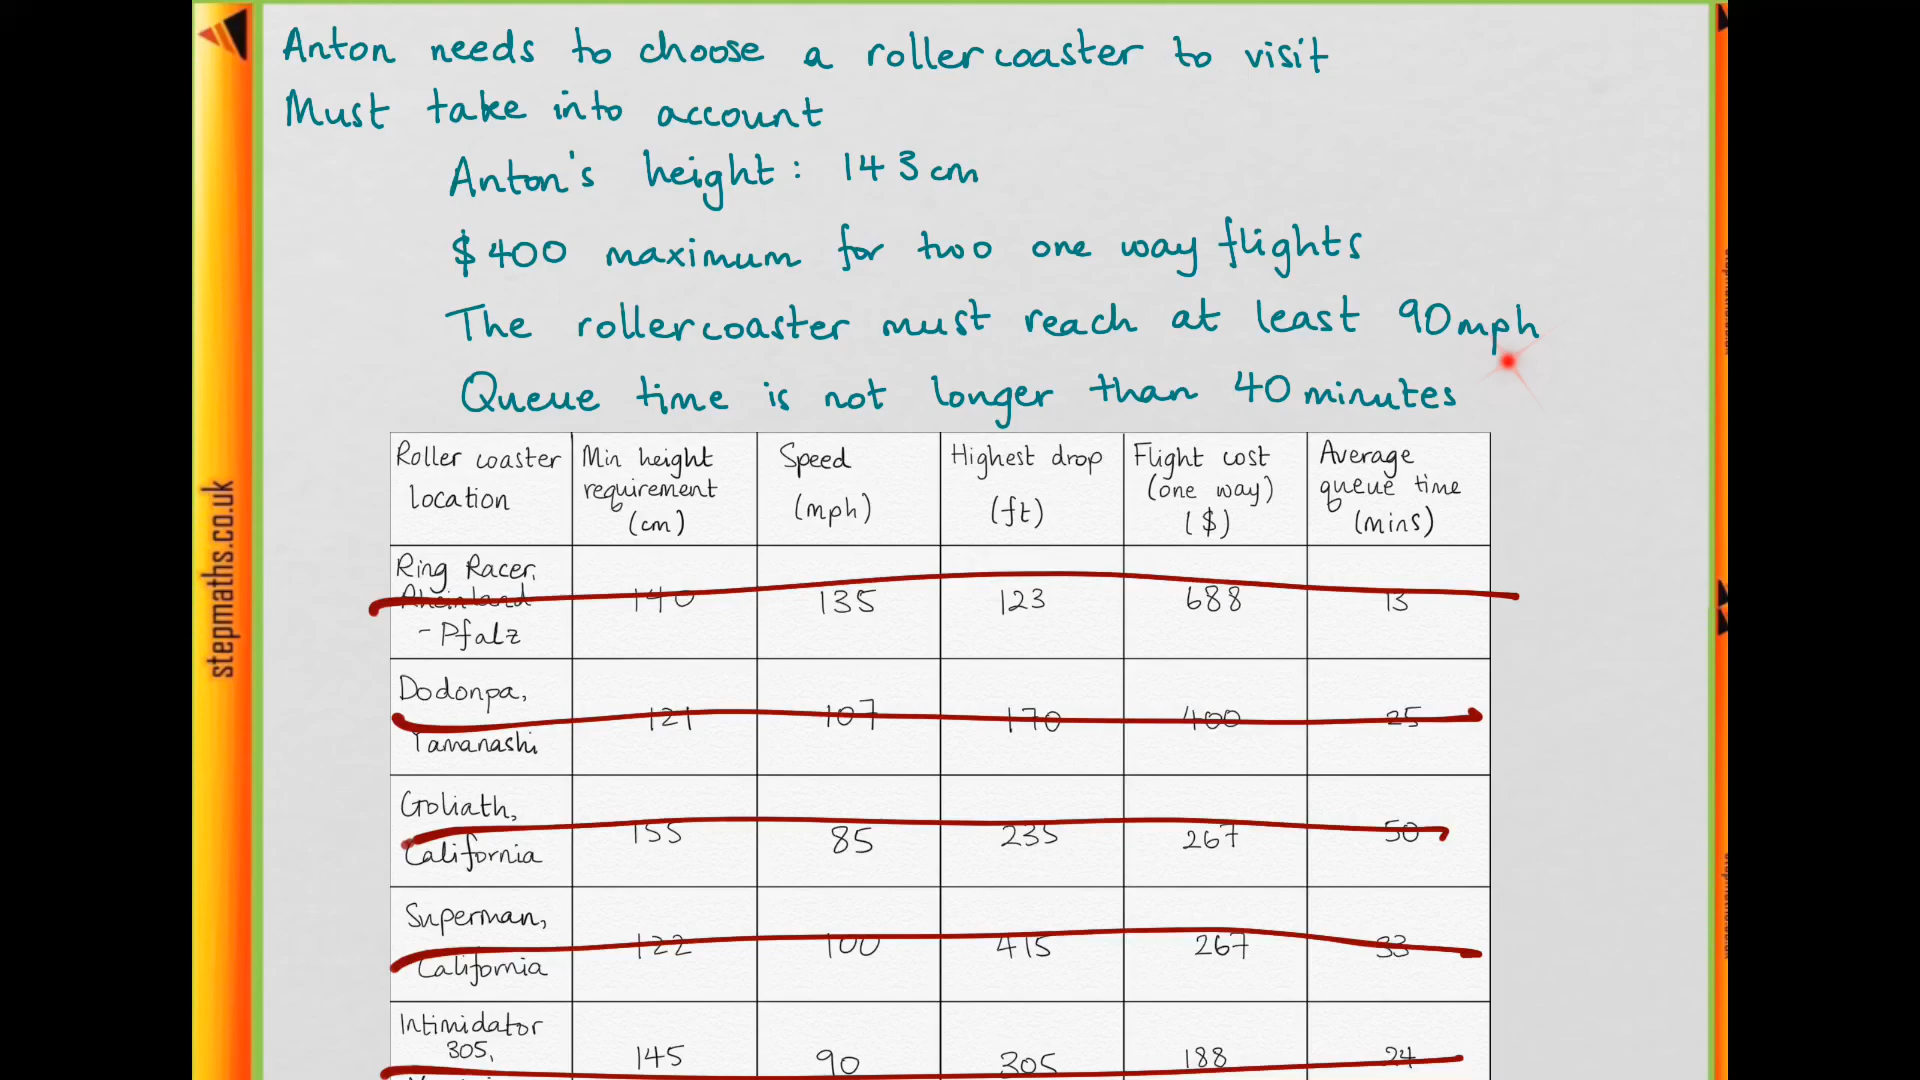 Anton needs to choose a rollercoaster to visit
Must take into account
Anton's height: 143cm
$400 maximum for two one way flights
The rollercoaster must reach at least 90mph
Queue time is not longer than 40 minutes
Roller coaster location | Min height requirement (cm) | Speed (mph) | Highest drop (ft) | Flight cost (one way) ($) | Average queue time (mins)
Ring Racer, Rheinland - Pfalz | 140 | 135 | 123 | 688 | 13
Dodonpa, Yamanashi | 121 | 107 | 170 | 400 | 25
Goliath, California | 155 | 85 | 235 | 267 | 50
Superman, California | 122 | 100 | 415 | 267 | 33
Intimidator 305, | 145 | 90 | 305 | 188 | 24
stepmaths.co.uk